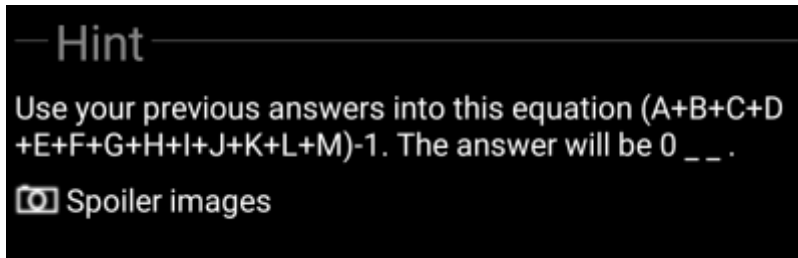 Hint
Use your previous answers into this equation (A+B+C+D
+E+F+G+H+I+J+K+L+M)-1. The answer will be 0 _ _ .
Spoiler images